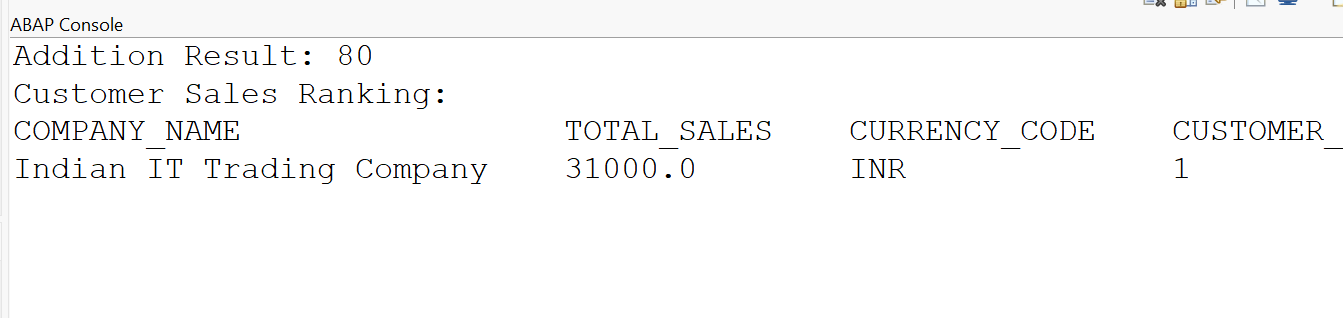 ABAP Console
Addition Result: 80
Customer Sales Ranking:
COMPANY_NAME TOTAL_SALES CURRENCY_CODE CUSTOMER_
Indian IT Trading Company 31000.0 INR 1